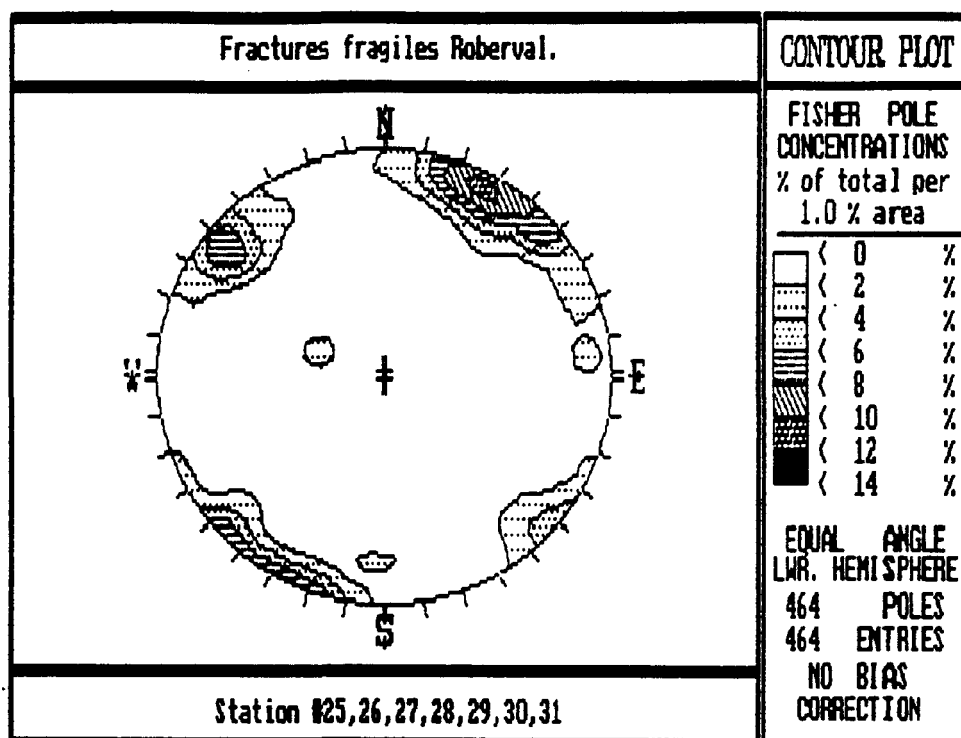 Fractures fragiles Roberval.
N
W
E
S
Station #25,26,27,28,29,30,31
CONTOUR PLOT
FISHER POLE
CONCENTRATIONS
% of total per
1.0 % area
< 0 %
< 2 %
< 4 %
< 6 %
< 8 %
< 10 %
< 12 %
< 14 %
EQUAL ANGLE
LWR. HEMISPHERE
464 POLES
464 ENTRIES
NO BIAS
CORRECTION